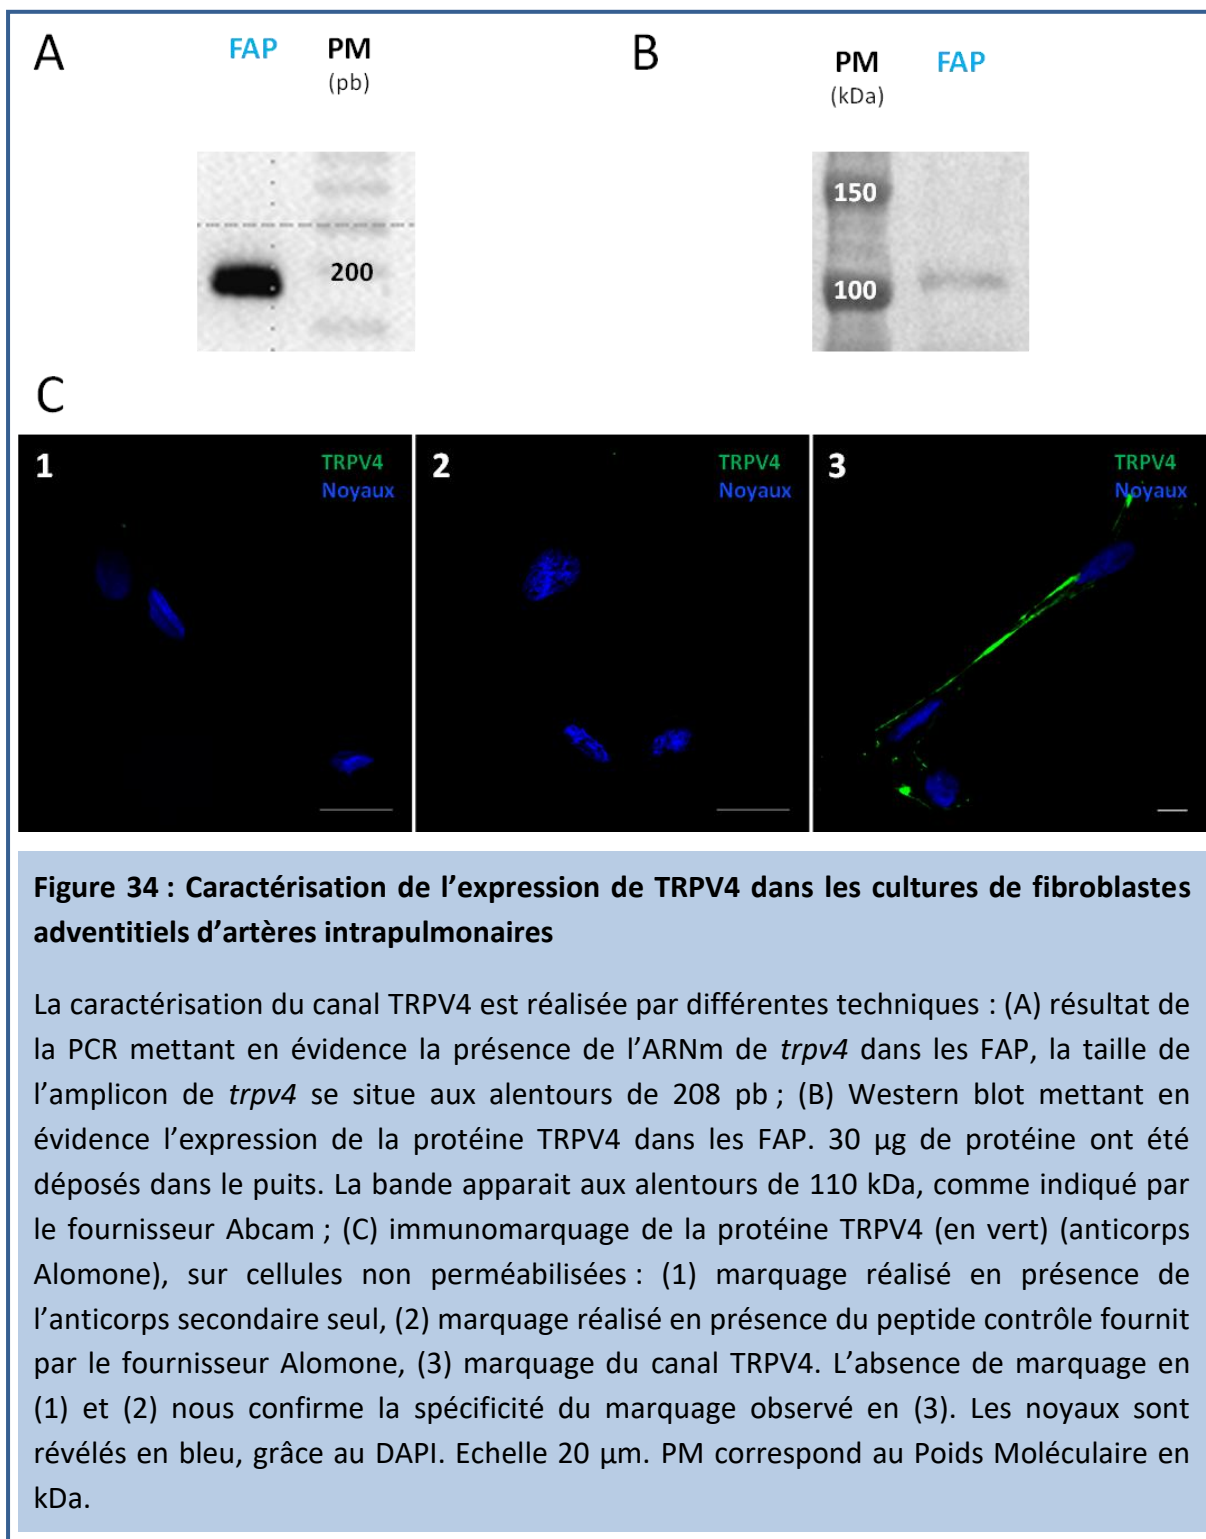 A
FAP
PM
(pb)
200
B
PM
(kDa)
FAP
150
100
C
1
TRPV4
Noyaux
2
TRPV4
Noyaux
3
TRPV4
Noyaux
Figure 34 : Caractérisation de l’expression de TRPV4 dans les cultures de fibroblastes
adventitiels d’artères intrapulmonaires
La caractérisation du canal TRPV4 est réalisée par différentes techniques : (A) résultat de
la PCR mettant en évidence la présence de l’ARNm de trpv4 dans les FAP, la taille de
l’amplicon de trpv4 se situe aux alentours de 208 pb ; (B) Western blot mettant en
évidence l’expression de la protéine TRPV4 dans les FAP. 30 µg de protéine ont été
déposés dans le puits. La bande apparait aux alentours de 110 kDa, comme indiqué par
le fournisseur Abcam ; (C) immunomarquage de la protéine TRPV4 (en vert) (anticorps
Alomone), sur cellules non perméabilisées : (1) marquage réalisé en présence de
l’anticorps secondaire seul, (2) marquage réalisé en présence du peptide contrôle fournit
par le fournisseur Alomone, (3) marquage du canal TRPV4. L’absence de marquage en
(1) et (2) nous confirme la spécificité du marquage observé en (3). Les noyaux sont
révélés en bleu, grâce au DAPI. Echelle 20 µm. PM correspond au Poids Moléculaire en
kDa.